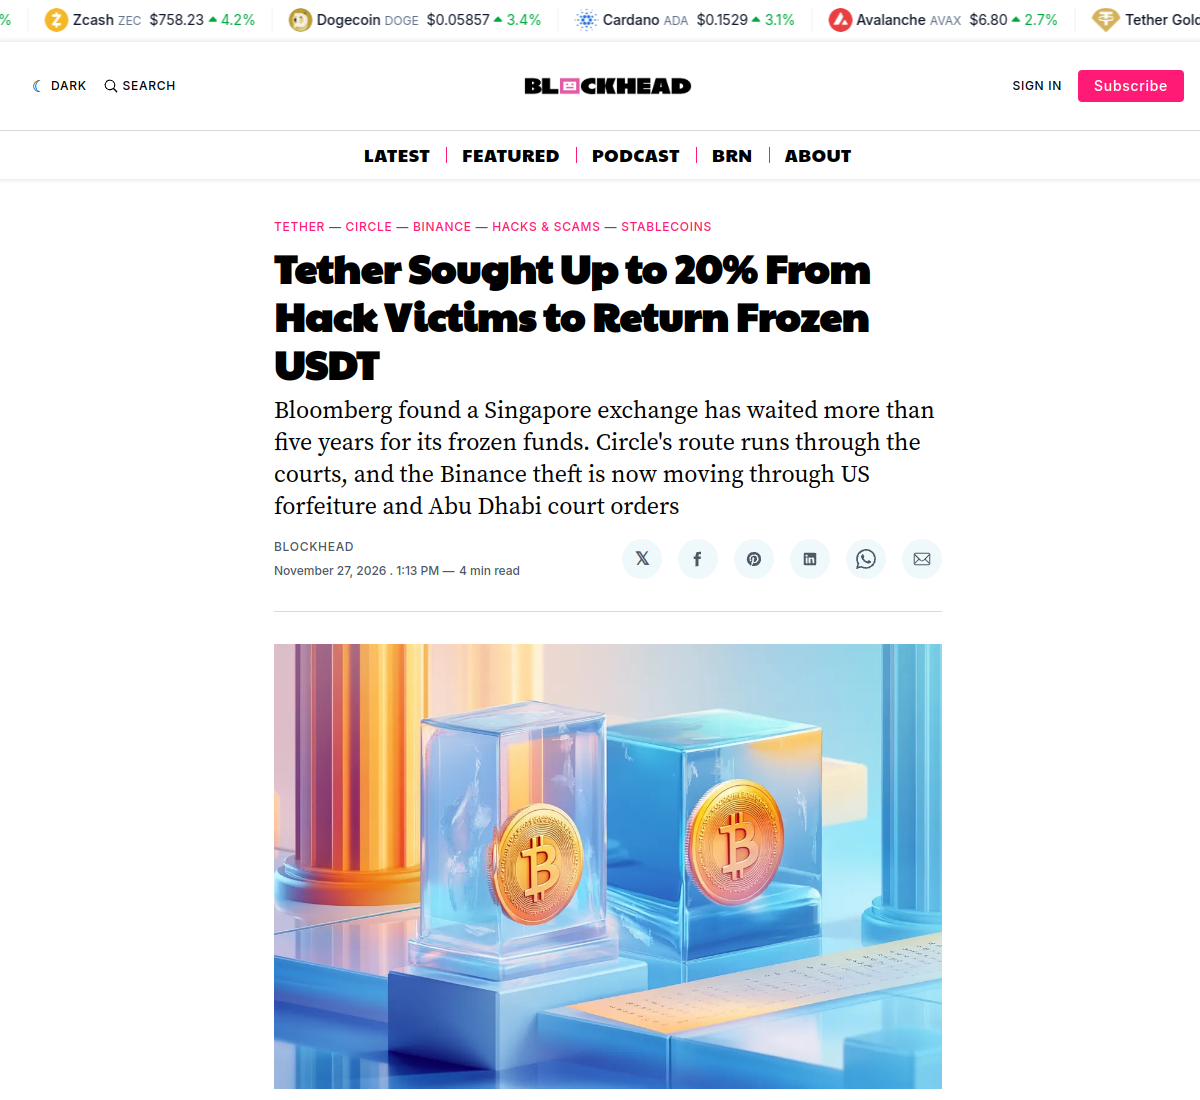 % Zcash ZEC $758.23 4.2% Dogecoin DOGE $0.05857 3.4% Cardano ADA $0.1529 3.1% Avalanche AVAX $6.80 2.7% Tether Gold
DARK SEARCH BLOCKHEAD SIGN IN Subscribe
LATEST FEATURED PODCAST BRN ABOUT
TETHER — CIRCLE — BINANCE — HACKS & SCAMS — STABLECOINS
Tether Sought Up to 20% From
Hack Victims to Return Frozen
USDT
Bloomberg found a Singapore exchange has waited more than
five years for its frozen funds. Circle's route runs through the
courts, and the Binance theft is now moving through US
forfeiture and Abu Dhabi court orders
BLOCKHEAD
November 27, 2026 . 1:13 PM — 4 min read